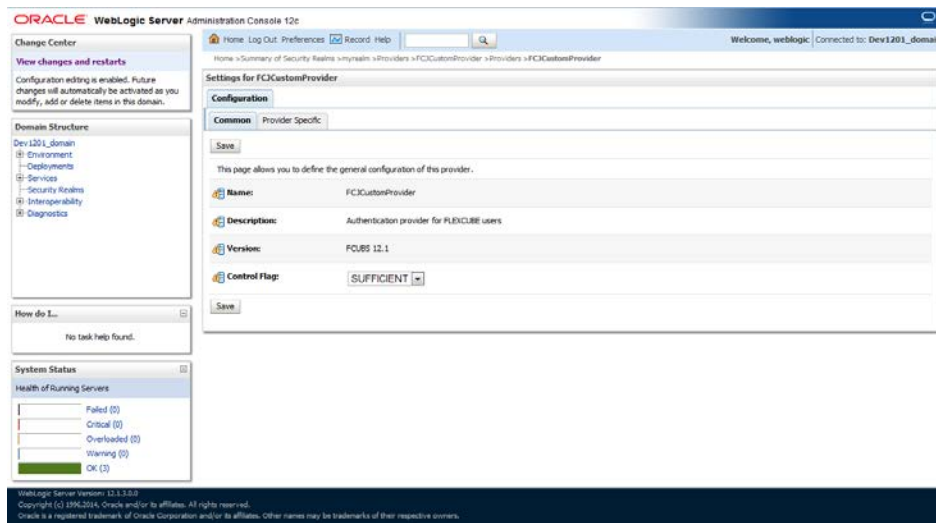 ORACLE WebLogic Server Administration Console 12c
Change Center
View changes and restarts
Configuration editing is enabled. Future
changes will automatically be activated as you
modify, add or delete items in this domain.
Domain Structure
Dev1201_domain
Environment
Deployments
Services
Security Realms
Interoperability
Diagnostics
How do I...
No task help found.
System Status
Health of Running Servers
Failed (0)
Critical (0)
Overloaded (0)
Warning (0)
OK (3)
Home Log Out Preferences Record Help
Welcome, weblogic Connected to: Dev1201_domai
Home >Summary of Security Realms >myrealm >Providers >FCJCustomProvider >Providers >FCJCustomProvider
Settings for FCJCustomProvider
Configuration
Common Provider Specific
Save
This page allows you to define the general configuration of this provider.
Name: FCJCustomProvider
Description: Authentication provider for FLEXCUBE users
Version: FCUBS 12.1
Control Flag: SUFFICIENT
Save
WebLogic Server Version: 12.1.3.0.0
Copyright (c) 1996,2014, Oracle and/or its affiliates. All rights reserved.
Oracle is a registered trademark of Oracle Corporation and/or its affiliates. Other names may be trademarks of their respective owners.